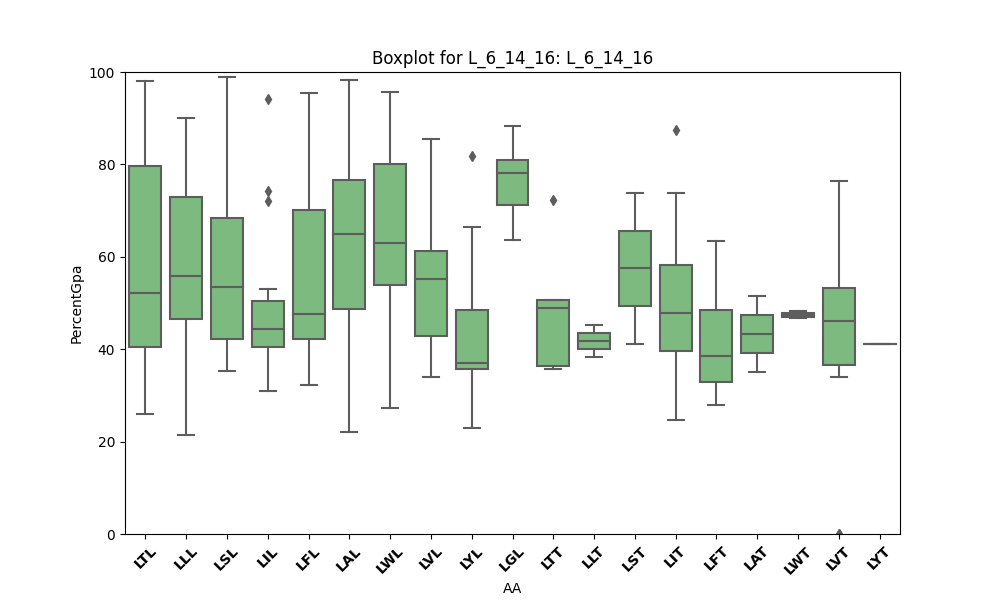 Boxplot for L_6_14_16: L_6_14_16
100
80
60
40
20
0
PercentGpa
LTL LLL LSL LIL LFL LAL LWL LVL LYL LGL LTT LLT LST LIT LFT LAT LWT LVT LYT
AA